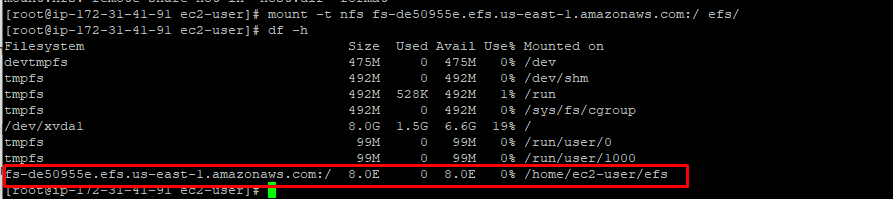 [root@ip-172-31-41-91 ec2-user]# mount -t nfs fs-de50955e.efs.us-east-1.amazonaws.com:/ efs/
[root@ip-172-31-41-91 ec2-user]# df -h
Filesystem Size Used Avail Use% Mounted on
devtmpfs 475M 0 475M 0% /dev
tmpfs 492M 0 492M 0% /dev/shm
tmpfs 492M 528K 492M 1% /run
tmpfs 492M 0 492M 0% /sys/fs/cgroup
/dev/xvda1 8.0G 1.5G 6.6G 19% /
tmpfs 99M 0 99M 0% /run/user/0
tmpfs 99M 0 99M 0% /run/user/1000
fs-de50955e.efs.us-east-1.amazonaws.com:/ 8.0E 0 8.0E 0% /home/ec2-user/efs
[root@ip-172-31-41-91 ec2-user]#